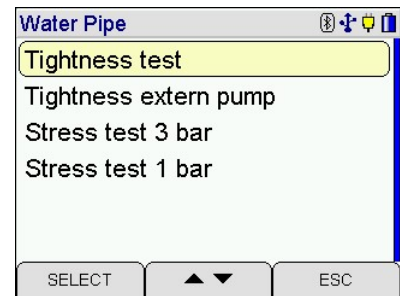 Water Pipe
Tightness test
Tightness extern pump
Stress test 3 bar
Stress test 1 bar
SELECT ▲ ▼ ESC